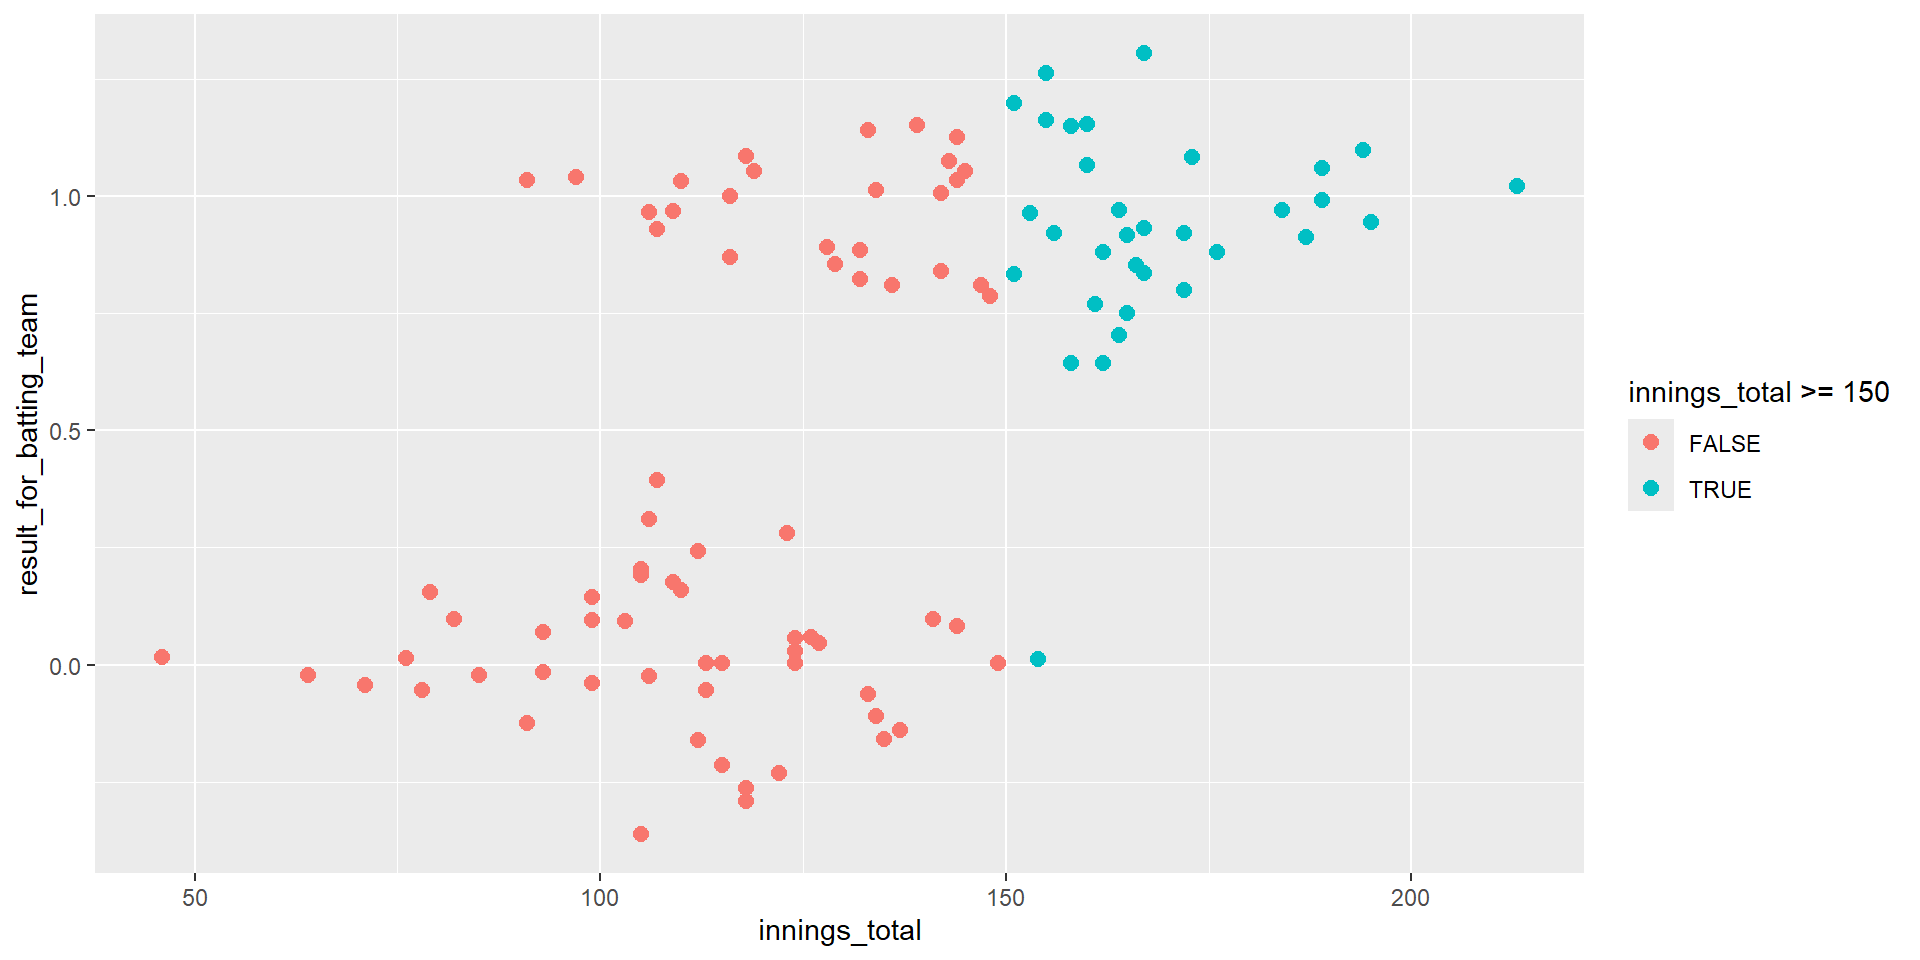 result_for_batting_team
1.0
0.5
0.0
50
100
150
200
innings_total
innings_total >= 150
FALSE
TRUE